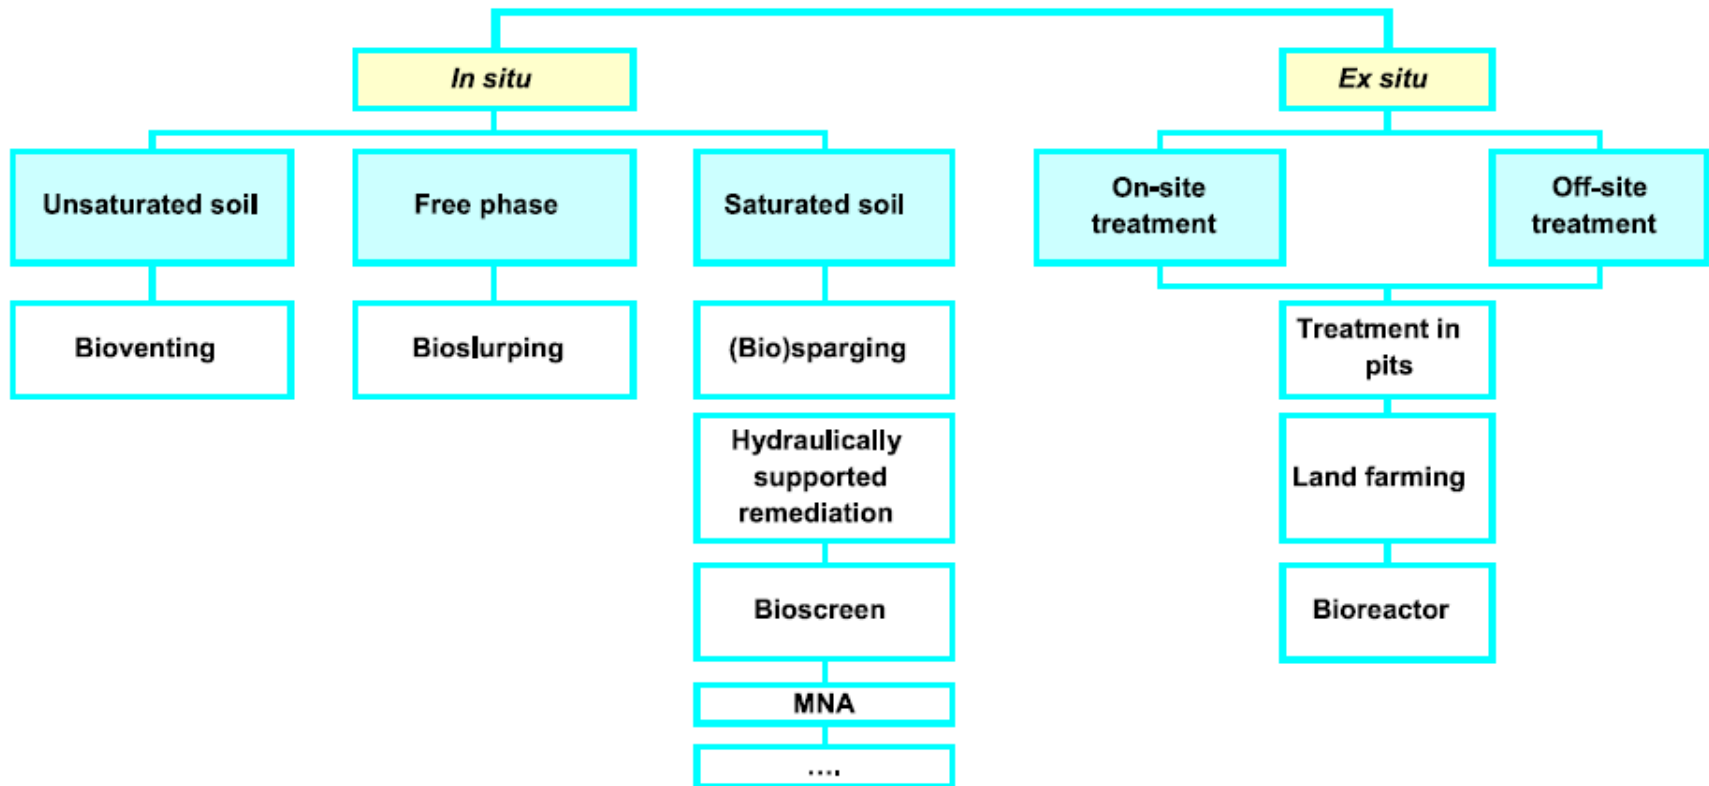 In situ
Ex situ
Unsaturated soil
Free phase
Saturated soil
On-site
treatment
Off-site
treatment
Bioventing
Bioslurping
(Bio)sparging
Treatment in
pits
Hydraulically
supported
remediation
Land farming
Bioscreen
Bioreactor
MNA
....